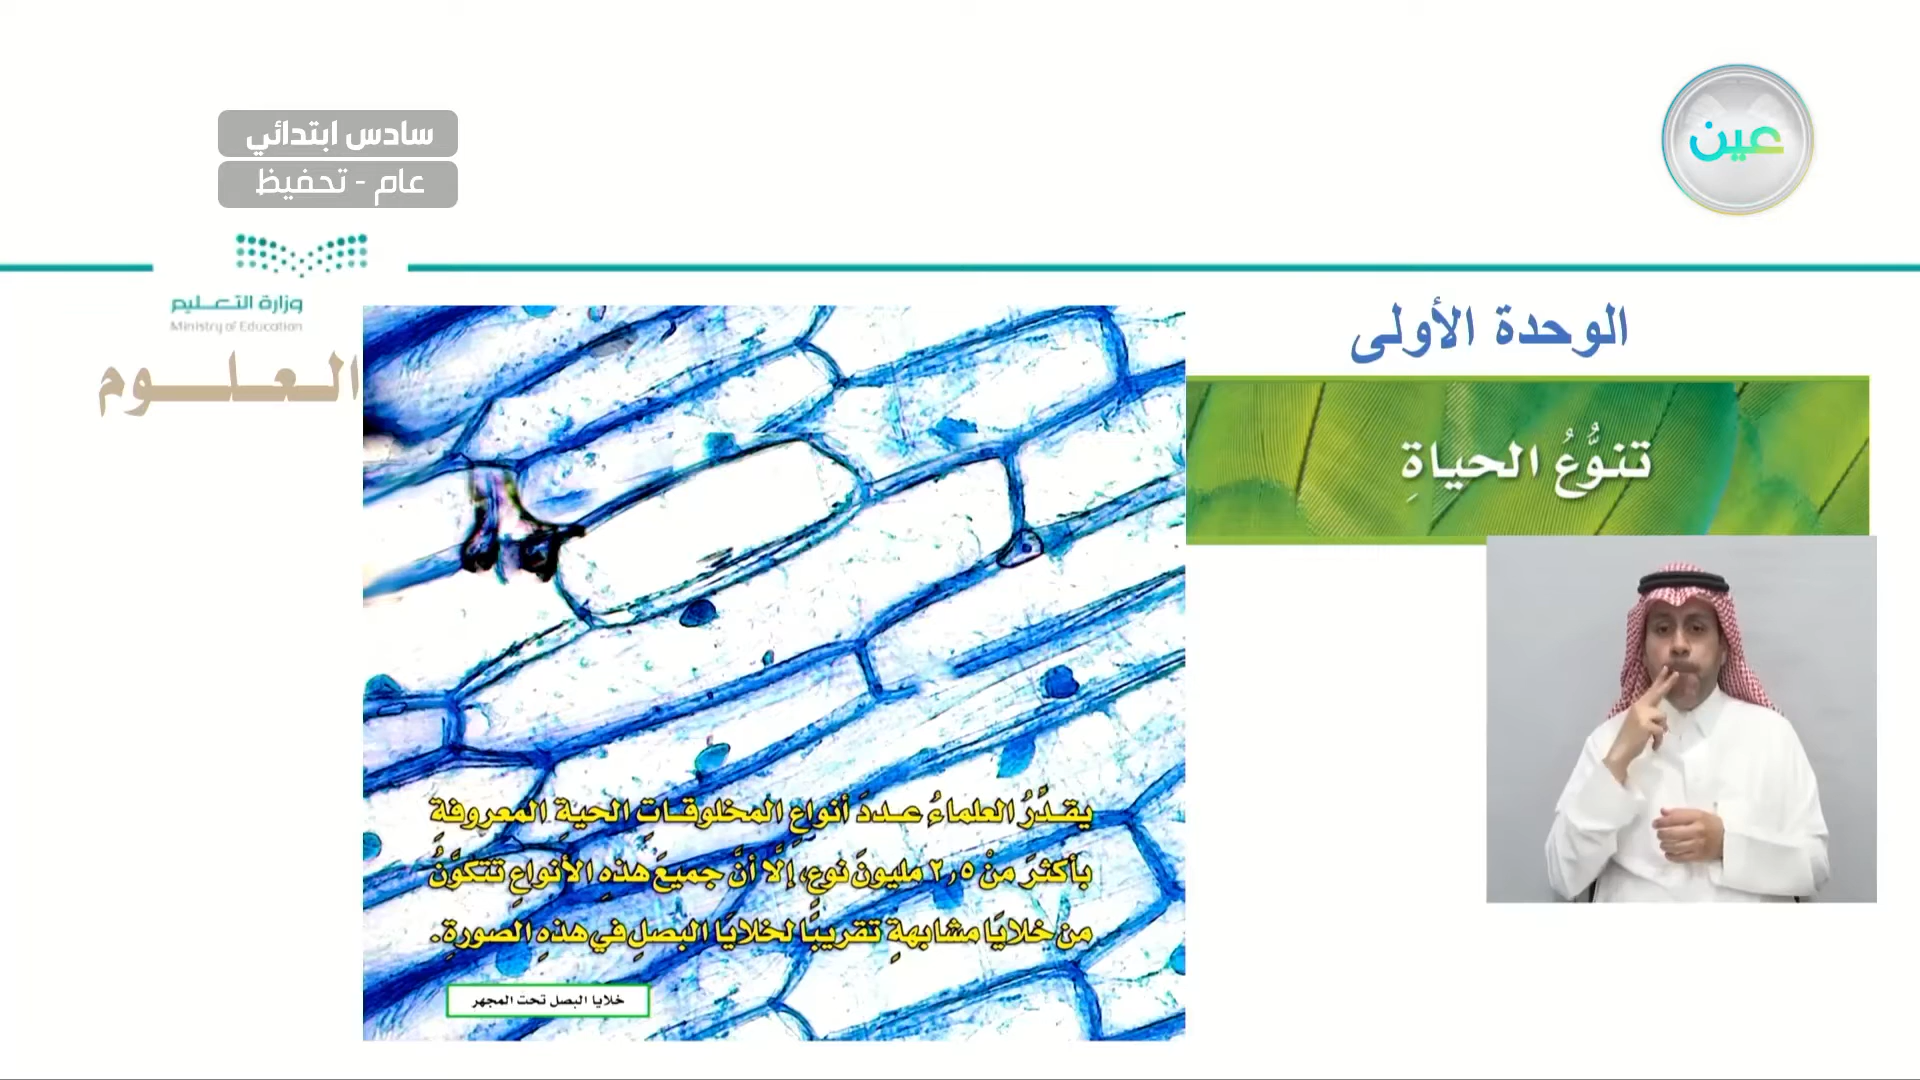 سادس ابتدائي
عام - تحفيظ
عين
وزارة التعليم
Ministry of Education
العلوم
الوحدة الأولى
تنوُّعُ الحياةِ
يقدِّرُ العلماءُ عددَ أنواعِ المخلوقاتِ الحيةِ المعروفةِ
بأكثرَ منْ ٢٫٥ مليونَ نوعٍ، إلَّا أنَّ جميعَ هذهِ الأنواعِ تتكوَّنُ
من خلايَا مشابهةٍ تقريبًا لخلايَا البصلِ في هذهِ الصورةِ.
خلايا البصل تحت المجهر